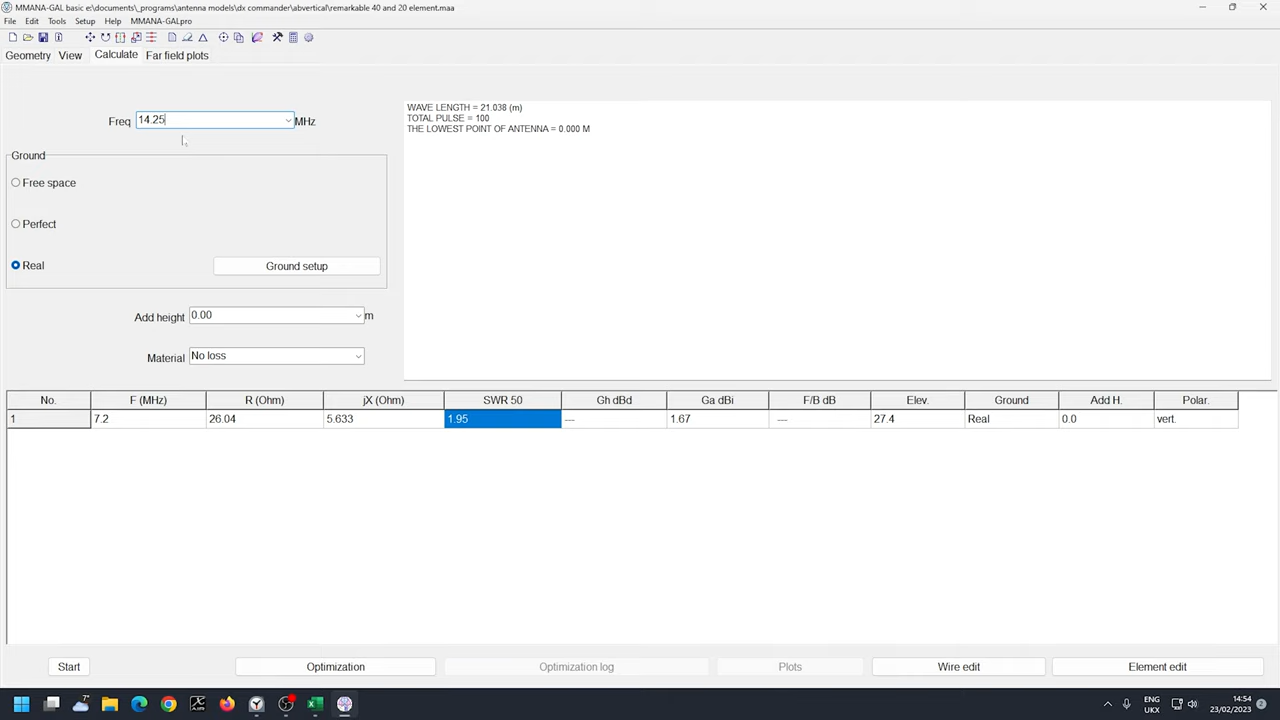 MMANA-GAL basic e:\documents\_programs\antenna models\dx commander\abvertical\remarkable 40 and 20 element.maa
File Edit Tools Setup Help MMANA-GALpro
Geometry View Calculate Far field plots
Freq 14.25 MHz
Ground
Free space
Perfect
Real Ground setup
Add height 0.00 m
Material No loss
WAVE LENGTH = 21.038 (m)
TOTAL PULSE = 100
THE LOWEST POINT OF ANTENNA = 0.000 M
No. F (MHz) R (Ohm) jX (Ohm) SWR 50 Gh dBd Ga dBi F/B dB Elev. Ground Add H. Polar.
1 7.2 26.04 5.633 1.95 — 1.67 — 27.4 Real 0.0 vert.
Start Optimization Optimization log Plots Wire edit Element edit
ENG 14:54
UKX 23/02/2023